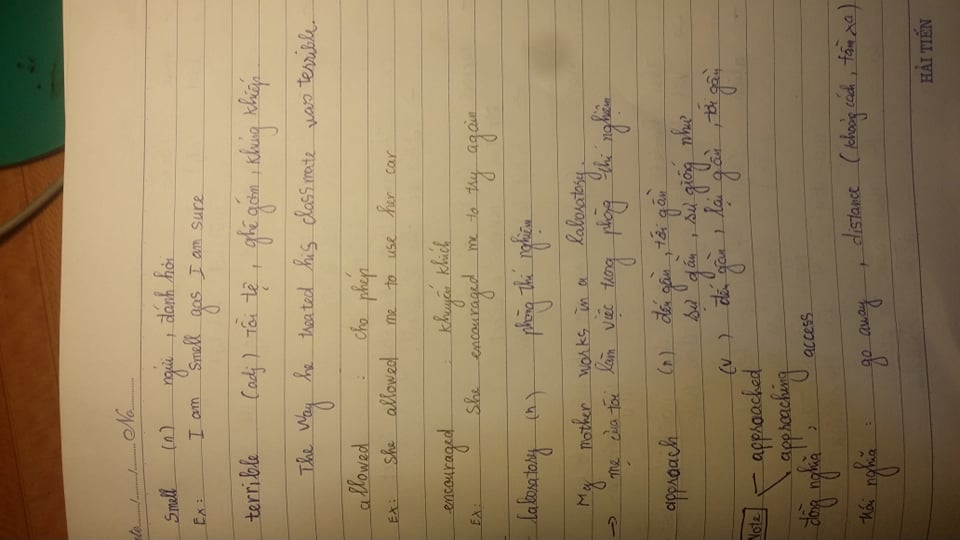 No
Smell (n) ngửi, đánh hơi
Ex: I am smell gas I am sure
terrible (adj) tồi tệ, ghê gớm, khủng khiếp.
The Way he treated his classmate was terrible.
allowed : cho phép
Ex: She allowed me to use her car
encouraged : khuyến khích
Ex: She encouraged me to try again
laboratory (n) phòng thí nghiệm
My mother works in a laboratory.
→ mẹ của tôi làm việc trong phòng thí nghiệm
approach (n) đến gần, tới gần
sự gần, sự giống như
(v) đến gần, lại gần, tới gần
Note - approached
approaching
đồng nghĩa : access
trái nghĩa : go away, distance (khoảng cách, tầm xa)
HẢI TIẾN